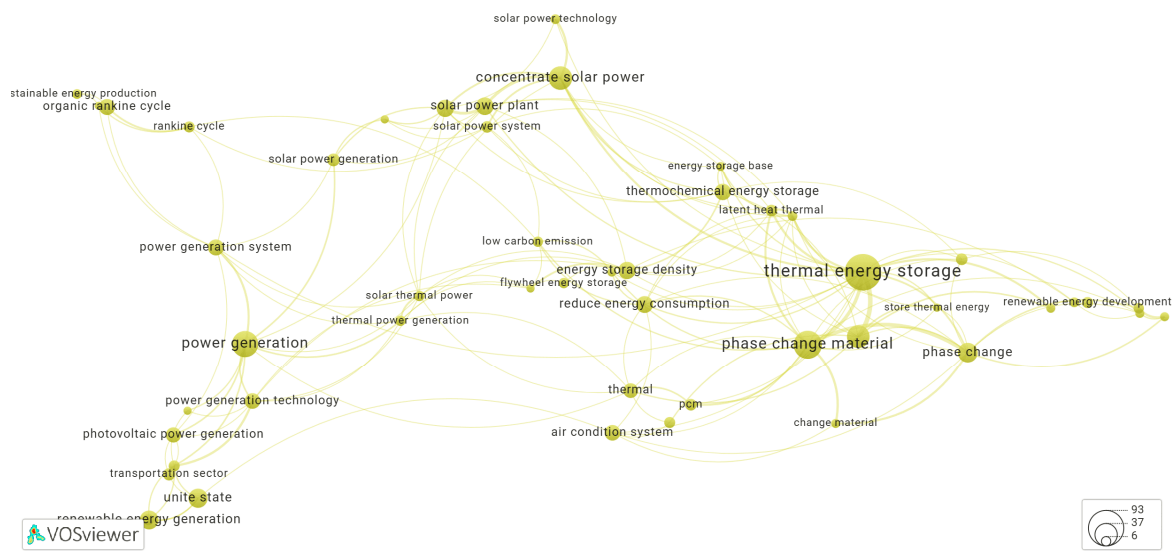 solar power technology
concentrate solar power
stainable energy production
organic rankine cycle
solar power plant
rankine cycle
solar power system
solar power generation
energy storage base
thermochemical energy storage
latent heat thermal
power generation system
low carbon emission
energy storage density
thermal energy storage
flywheel energy storage
solar thermal power
reduce energy consumption
store thermal energy
renewable energy development
thermal power generation
power generation
phase change material
phase change
thermal
power generation technology
pcm
change material
photovoltaic power generation
air condition system
transportation sector
unite state
renewable energy generation
VOSviewer
93
37
6